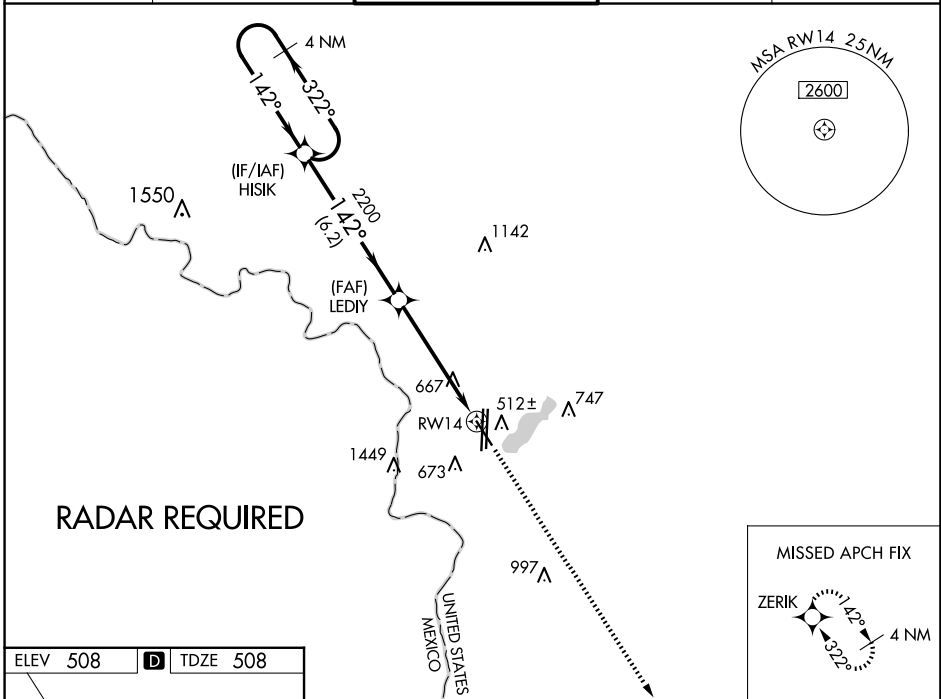 4 NM
142°
322°
(IF/IAF)
HISIK
MSA RW14 25NM
2600
1550
2200
142°
(6.2)
1142
(FAF)
LEDIY
667
RW14
512±
747
1449
673
RADAR REQUIRED
997
UNITED STATES
MEXICO
MISSED APCH FIX
ZERIK
142°
322°
4 NM
ELEV 508 D TDZE 508